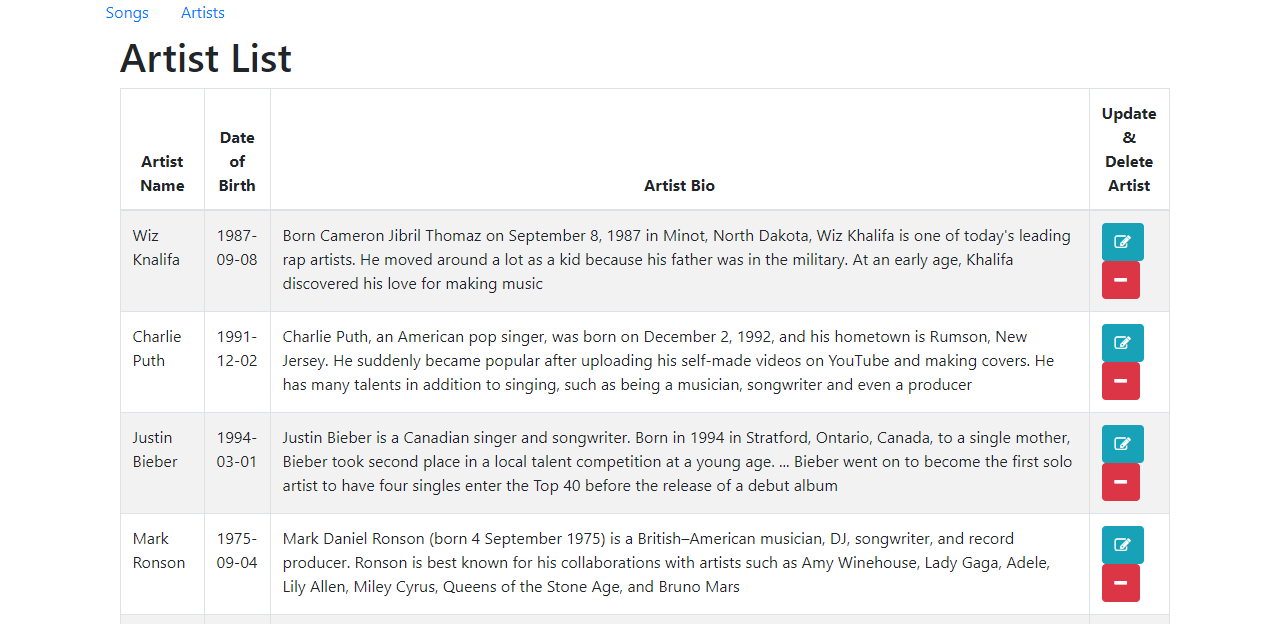 Songs Artists
Artist List
Artist
Name
Date
of
Birth
Artist Bio
Update
&
Delete
Artist
Wiz
Knalifa
1987-
09-08
Born Cameron Jibril Thomaz on September 8, 1987 in Minot, North Dakota, Wiz Khalifa is one of today's leading
rap artists. He moved around a lot as a kid because his father was in the military. At an early age, Khalifa
discovered his love for making music
Charlie
Puth
1991-
12-02
Charlie Puth, an American pop singer, was born on December 2, 1992, and his hometown is Rumson, New
Jersey. He suddenly became popular after uploading his self-made videos on YouTube and making covers. He
has many talents in addition to singing, such as being a musician, songwriter and even a producer
Justin
Bieber
1994-
03-01
Justin Bieber is a Canadian singer and songwriter. Born in 1994 in Stratford, Ontario, Canada, to a single mother,
Bieber took second place in a local talent competition at a young age. ... Bieber went on to become the first solo
artist to have four singles enter the Top 40 before the release of a debut album
Mark
Ronson
1975-
09-04
Mark Daniel Ronson (born 4 September 1975) is a British–American musician, DJ, songwriter, and record
producer. Ronson is best known for his collaborations with artists such as Amy Winehouse, Lady Gaga, Adele,
Lily Allen, Miley Cyrus, Queens of the Stone Age, and Bruno Mars